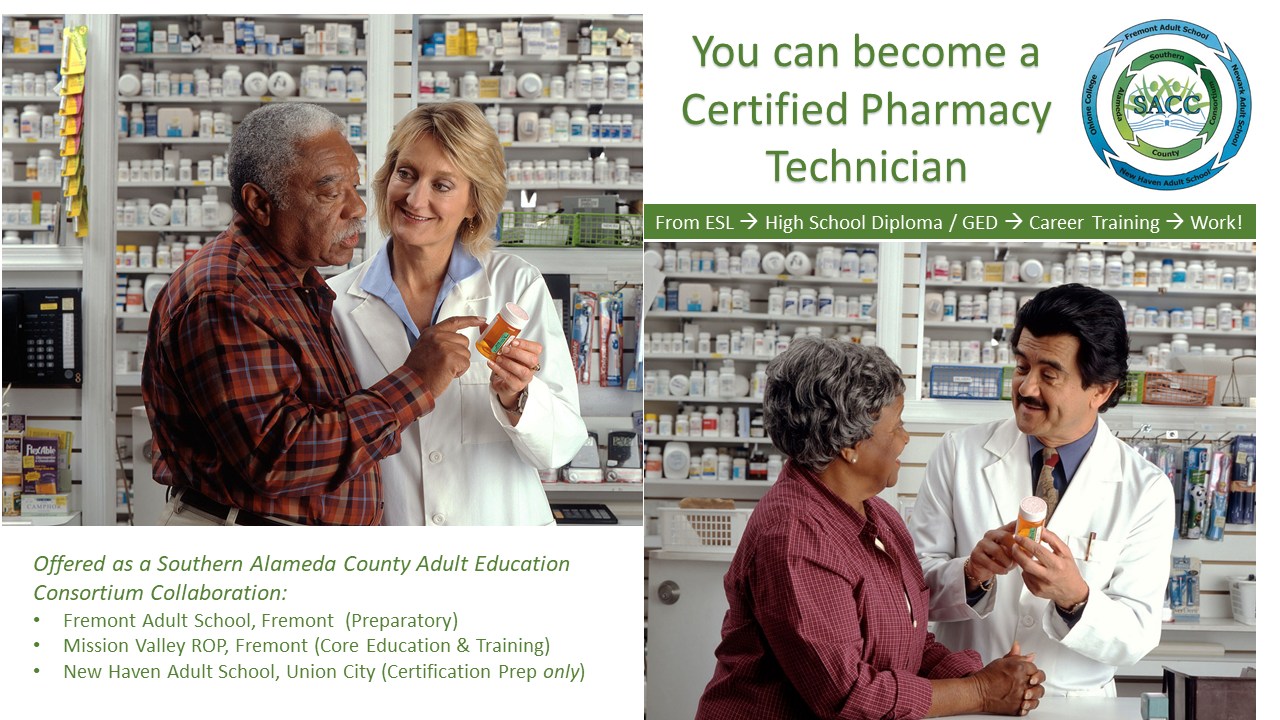 You can become a
Certified Pharmacy
Technician
Fremont Adult School
Newark Adult School
New Haven Adult School
Ohlone College
Southern
Alameda
County
Consortium
SACC
From ESL → High School Diploma / GED → Career Training → Work!
Offered as a Southern Alameda County Adult Education
Consortium Collaboration:
• Fremont Adult School, Fremont  (Preparatory)
• Mission Valley ROP, Fremont (Core Education & Training)
• New Haven Adult School, Union City (Certification Prep only)
CAMPHOR